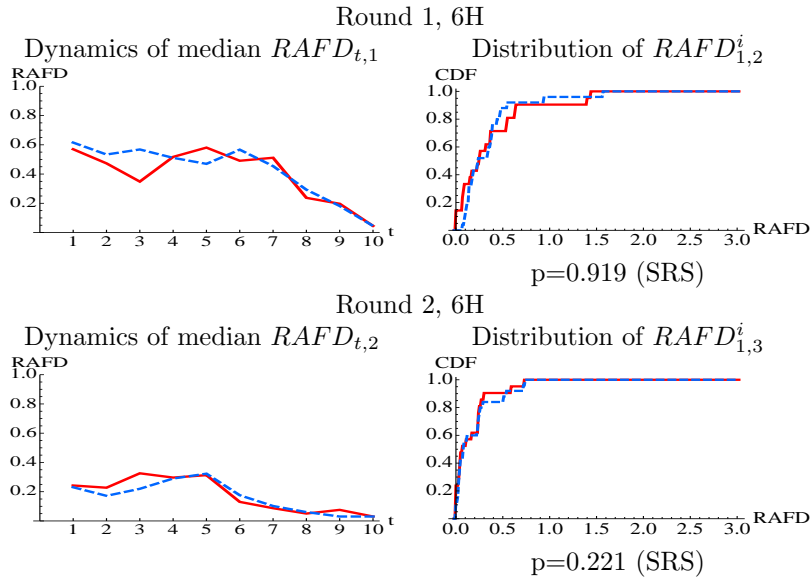 Round 1, 6H
Dynamics of median RAFD_{t,1}
Distribution of RAFD^i_{1,2}
RAFD
1.0
0.8
0.6
0.4
0.2
1 2 3 4 5 6 7 8 9 10 t
CDF
1.0
0.8
0.6
0.4
0.2
0.0 0.5 1.0 1.5 2.0 2.5 3.0 RAFD
p=0.919 (SRS)
Round 2, 6H
Dynamics of median RAFD_{t,2}
Distribution of RAFD^i_{1,3}
RAFD
1.0
0.8
0.6
0.4
0.2
1 2 3 4 5 6 7 8 9 10 t
CDF
1.0
0.8
0.6
0.4
0.2
0.0 0.5 1.0 1.5 2.0 2.5 3.0 RAFD
p=0.221 (SRS)